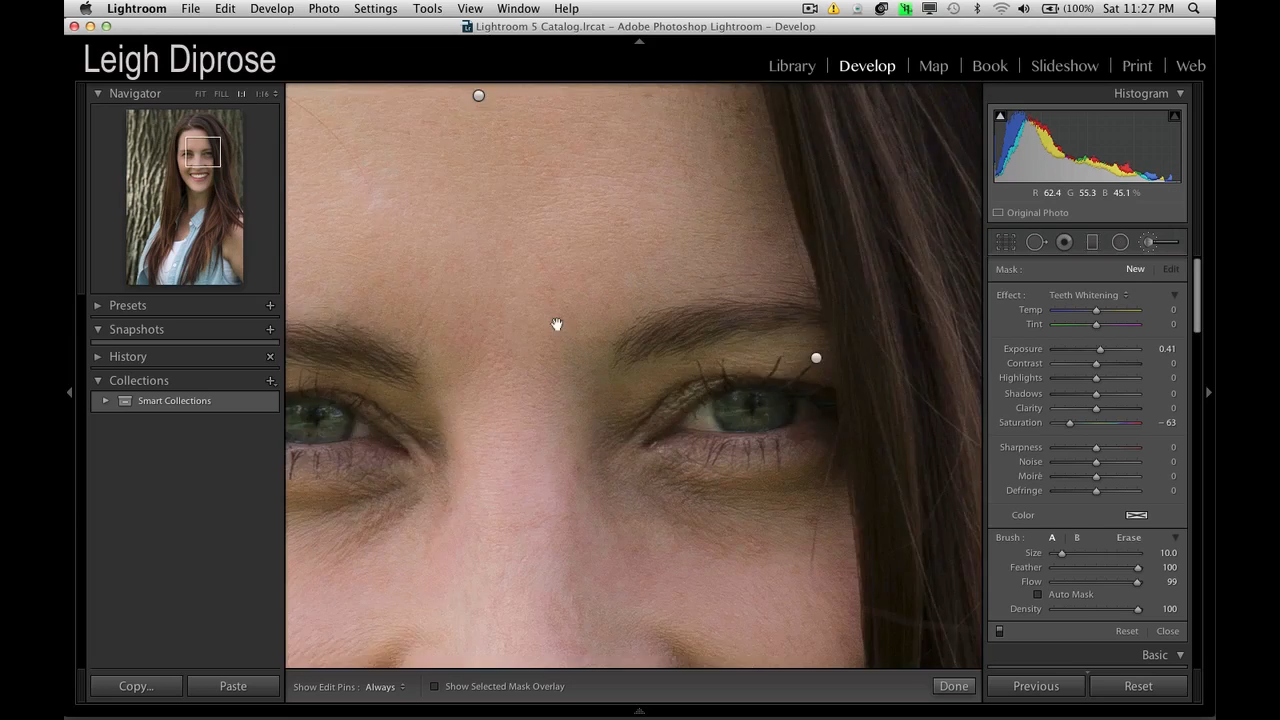 Lightroom File Edit Develop Photo Settings Tools View Window Help (100%) Sat 11:27 PM
Lightroom 5 Catalog.lrcat – Adobe Photoshop Lightroom – Develop
Leigh Diprose
Library | Develop | Map | Book | Slideshow | Print | Web
Navigator FIT FILL 1:1 1:16
Presets
Snapshots
History
Collections
Smart Collections
Copy... Paste
Show Edit Pins: Always Show Selected Mask Overlay Done
Histogram
R 62.4 G 55.3 B 45.1 %
Original Photo
Mask : New Edit
Effect : Teeth Whitening
Temp 0
Tint 0
Exposure 0.41
Contrast 0
Highlights 0
Shadows 0
Clarity 0
Saturation – 63
Sharpness 0
Noise 0
Moiré 0
Defringe 0
Color
Brush : A B Erase
Size 10.0
Feather 100
Flow 99
Auto Mask
Density 100
Reset Close
Basic
Previous Reset